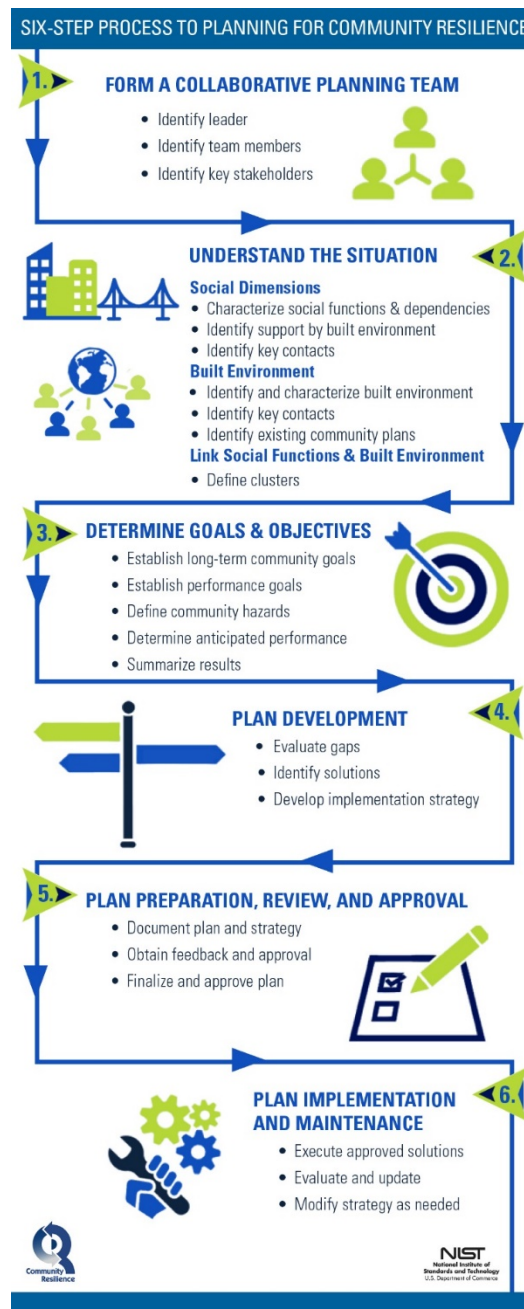 SIX-STEP PROCESS TO PLANNING FOR COMMUNITY RESILIENCE
1.
FORM A COLLABORATIVE PLANNING TEAM
• Identify leader
• Identify team members
• Identify key stakeholders
UNDERSTAND THE SITUATION
2.
Social Dimensions
• Characterize social functions & dependencies
• Identify support by built environment
• Identify key contacts
Built Environment
• Identify and characterize built environment
• Identify key contacts
• Identify existing community plans
Link Social Functions & Built Environment
• Define clusters
3.
DETERMINE GOALS & OBJECTIVES
• Establish long-term community goals
• Establish performance goals
• Define community hazards
• Determine anticipated performance
• Summarize results
PLAN DEVELOPMENT
4.
• Evaluate gaps
• Identify solutions
• Develop implementation strategy
5.
PLAN PREPARATION, REVIEW, AND APPROVAL
• Document plan and strategy
• Obtain feedback and approval
• Finalize and approve plan
PLAN IMPLEMENTATION
AND MAINTENANCE
6.
• Execute approved solutions
• Evaluate and update
• Modify strategy as needed
Community
Resilience
NIST
National Institute of
Standards and Technology
U.S. Department of Commerce